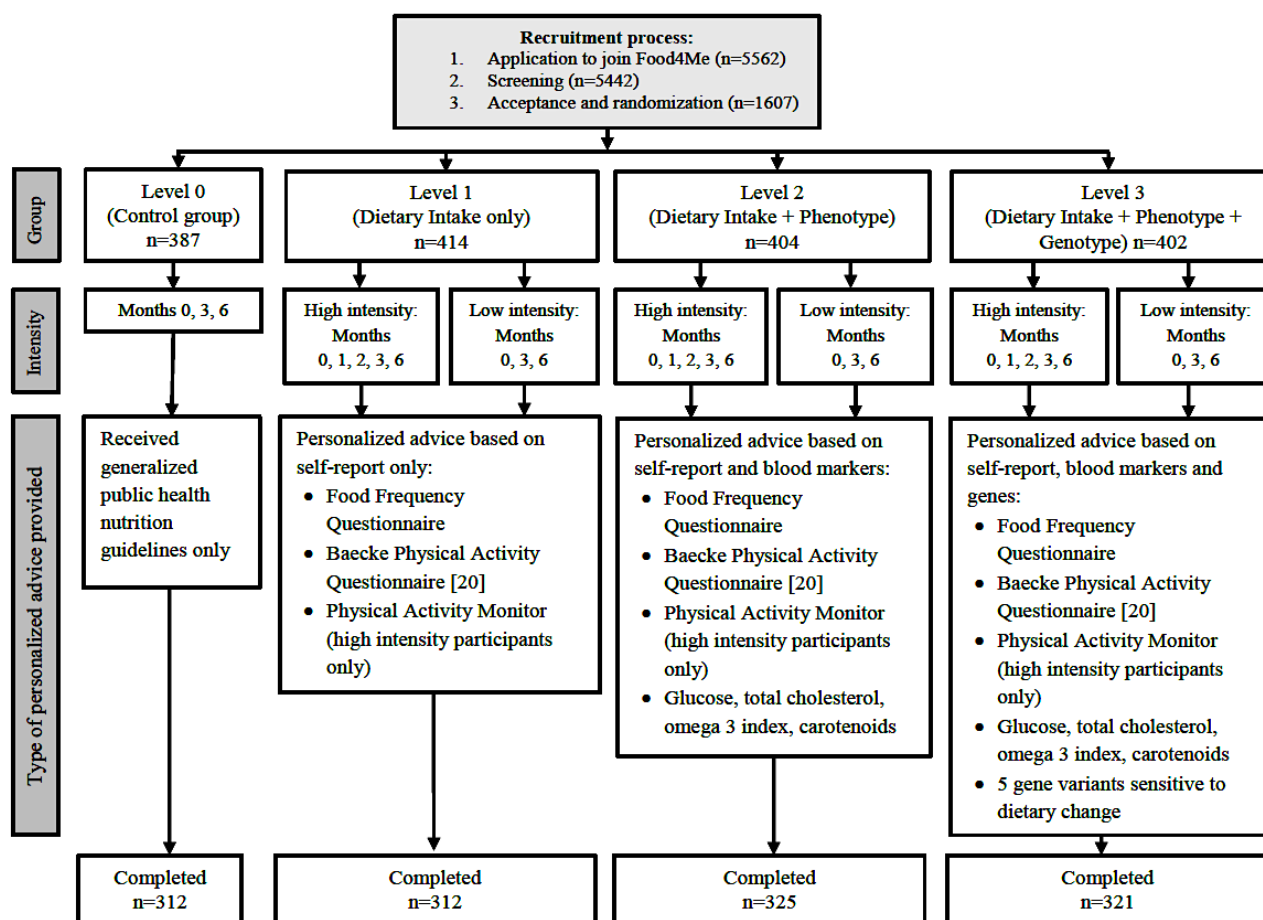 Recruitment process:
1. Application to join Food4Me (n=5562)
2. Screening (n=5442)
3. Acceptance and randomization (n=1607)
Group
Level 0
(Control group)
n=387
Level 1
(Dietary Intake only)
n=414
Level 2
(Dietary Intake + Phenotype)
n=404
Level 3
(Dietary Intake + Phenotype +
Genotype) n=402
Intensity
Months 0, 3, 6
High intensity:
Months
0, 1, 2, 3, 6
Low intensity:
Months
0, 3, 6
High intensity:
Months
0, 1, 2, 3, 6
Low intensity:
Months
0, 3, 6
High intensity:
Months
0, 1, 2, 3, 6
Low intensity:
Months
0, 3, 6
Type of personalized advice provided
Received
generalized
public health
nutrition
guidelines only
Personalized advice based on
self-report only:
• Food Frequency
Questionnaire
• Baecke Physical Activity
Questionnaire [20]
• Physical Activity Monitor
(high intensity participants
only)
Personalized advice based on
self-report and blood markers:
• Food Frequency
Questionnaire
• Baecke Physical Activity
Questionnaire [20]
• Physical Activity Monitor
(high intensity participants
only)
• Glucose, total cholesterol,
omega 3 index, carotenoids
Personalized advice based on
self-report, blood markers and
genes:
• Food Frequency
Questionnaire
• Baecke Physical Activity
Questionnaire [20]
• Physical Activity Monitor
(high intensity participants
only)
• Glucose, total cholesterol,
omega 3 index, carotenoids
• 5 gene variants sensitive to
dietary change
Completed
n=312
Completed
n=312
Completed
n=325
Completed
n=321